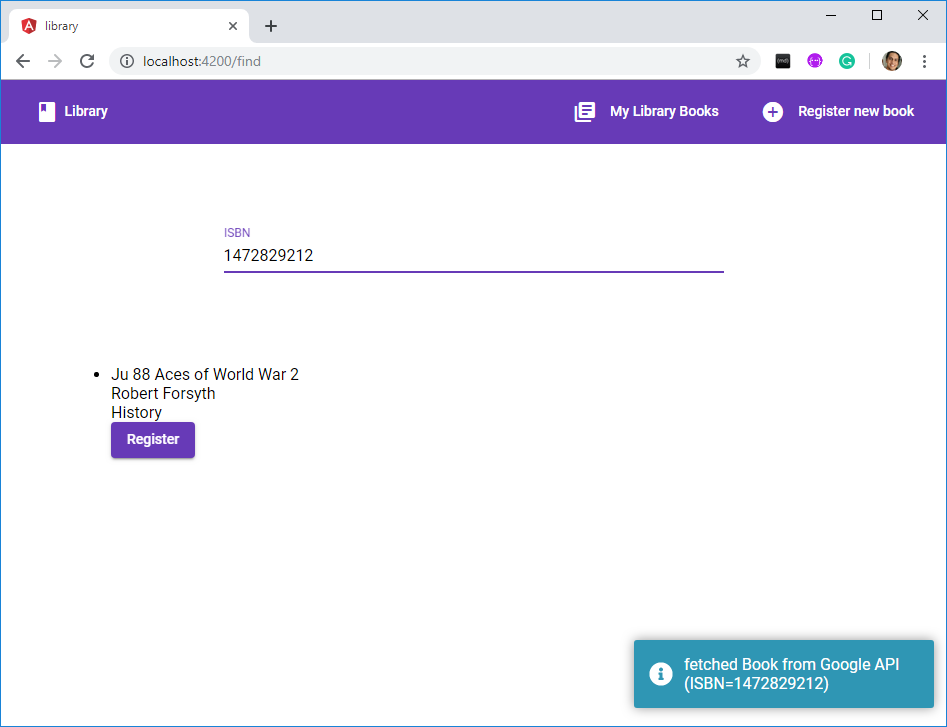 library
localhost:4200/find
Library
My Library Books
Register new book
ISBN
1472829212
Ju 88 Aces of World War 2
Robert Forsyth
History
Register
fetched Book from Google API
(ISBN=1472829212)